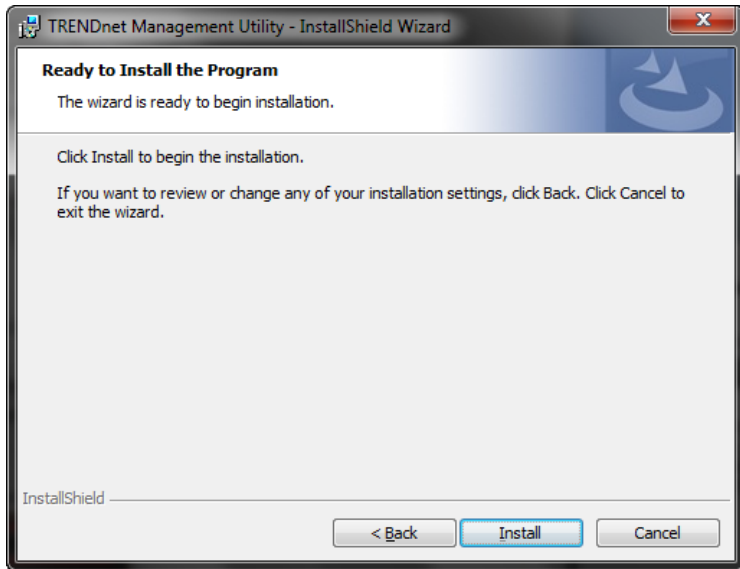 TRENDnet Management Utility - InstallShield Wizard
Ready to Install the Program
The wizard is ready to begin installation.
Click Install to begin the installation.
If you want to review or change any of your installation settings, click Back. Click Cancel to
exit the wizard.
InstallShield
< Back
Install
Cancel